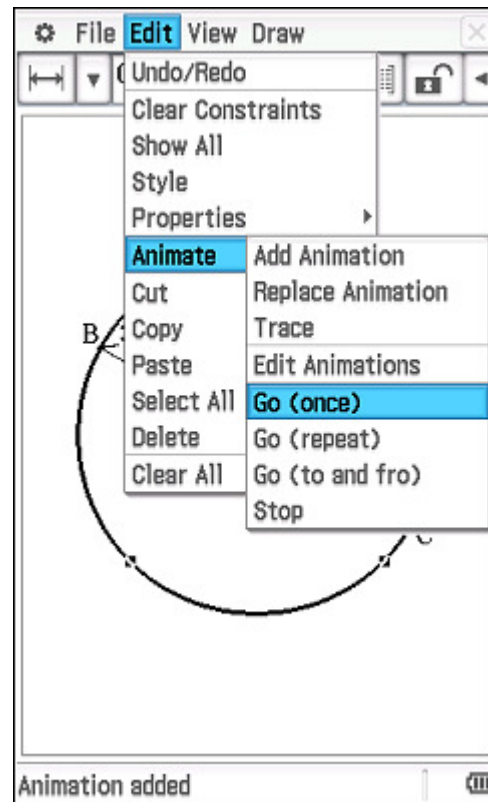 File Edit View Draw
Undo/Redo
Clear Constraints
Show All
Style
Properties
Animate
Cut
Copy
Paste
Select All
Delete
Clear All
Add Animation
Replace Animation
Trace
Edit Animations
Go (once)
Go (repeat)
Go (to and fro)
Stop
B
Animation added